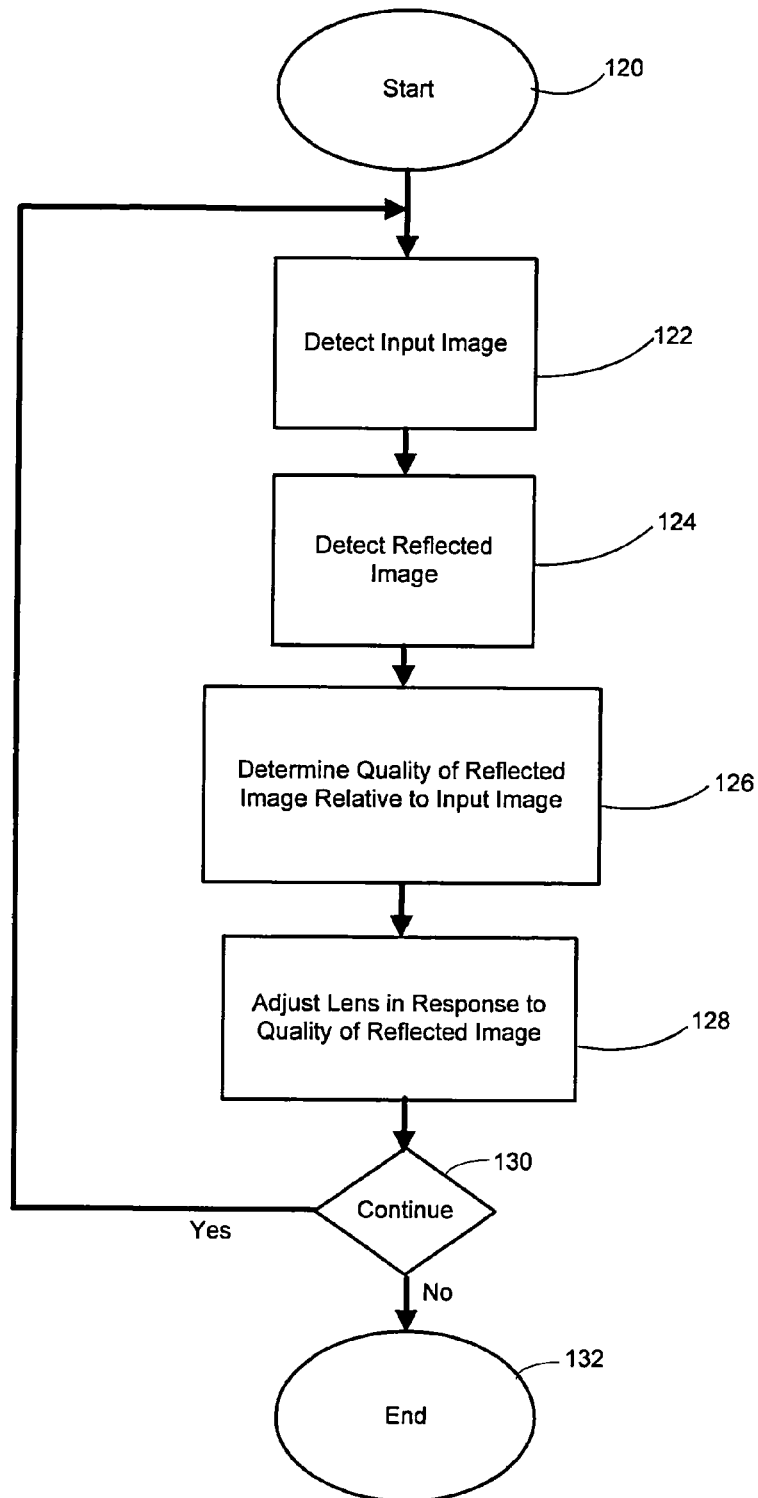 Start
120
Detect Input Image
122
Detect Reflected
Image
124
Determine Quality of Reflected
Image Relative to Input Image
126
Adjust Lens in Response to
Quality of Reflected Image
128
130
Continue
Yes
No
132
End